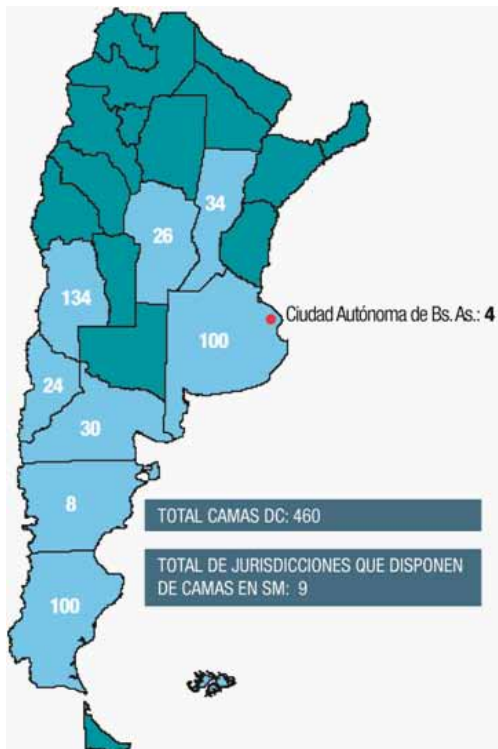 34
26
134
Ciudad Autónoma de Bs. As.: 4
100
24
30
8
TOTAL CAMAS DC: 460
TOTAL DE JURISDICCIONES QUE DISPONEN
DE CAMAS EN SM: 9
100